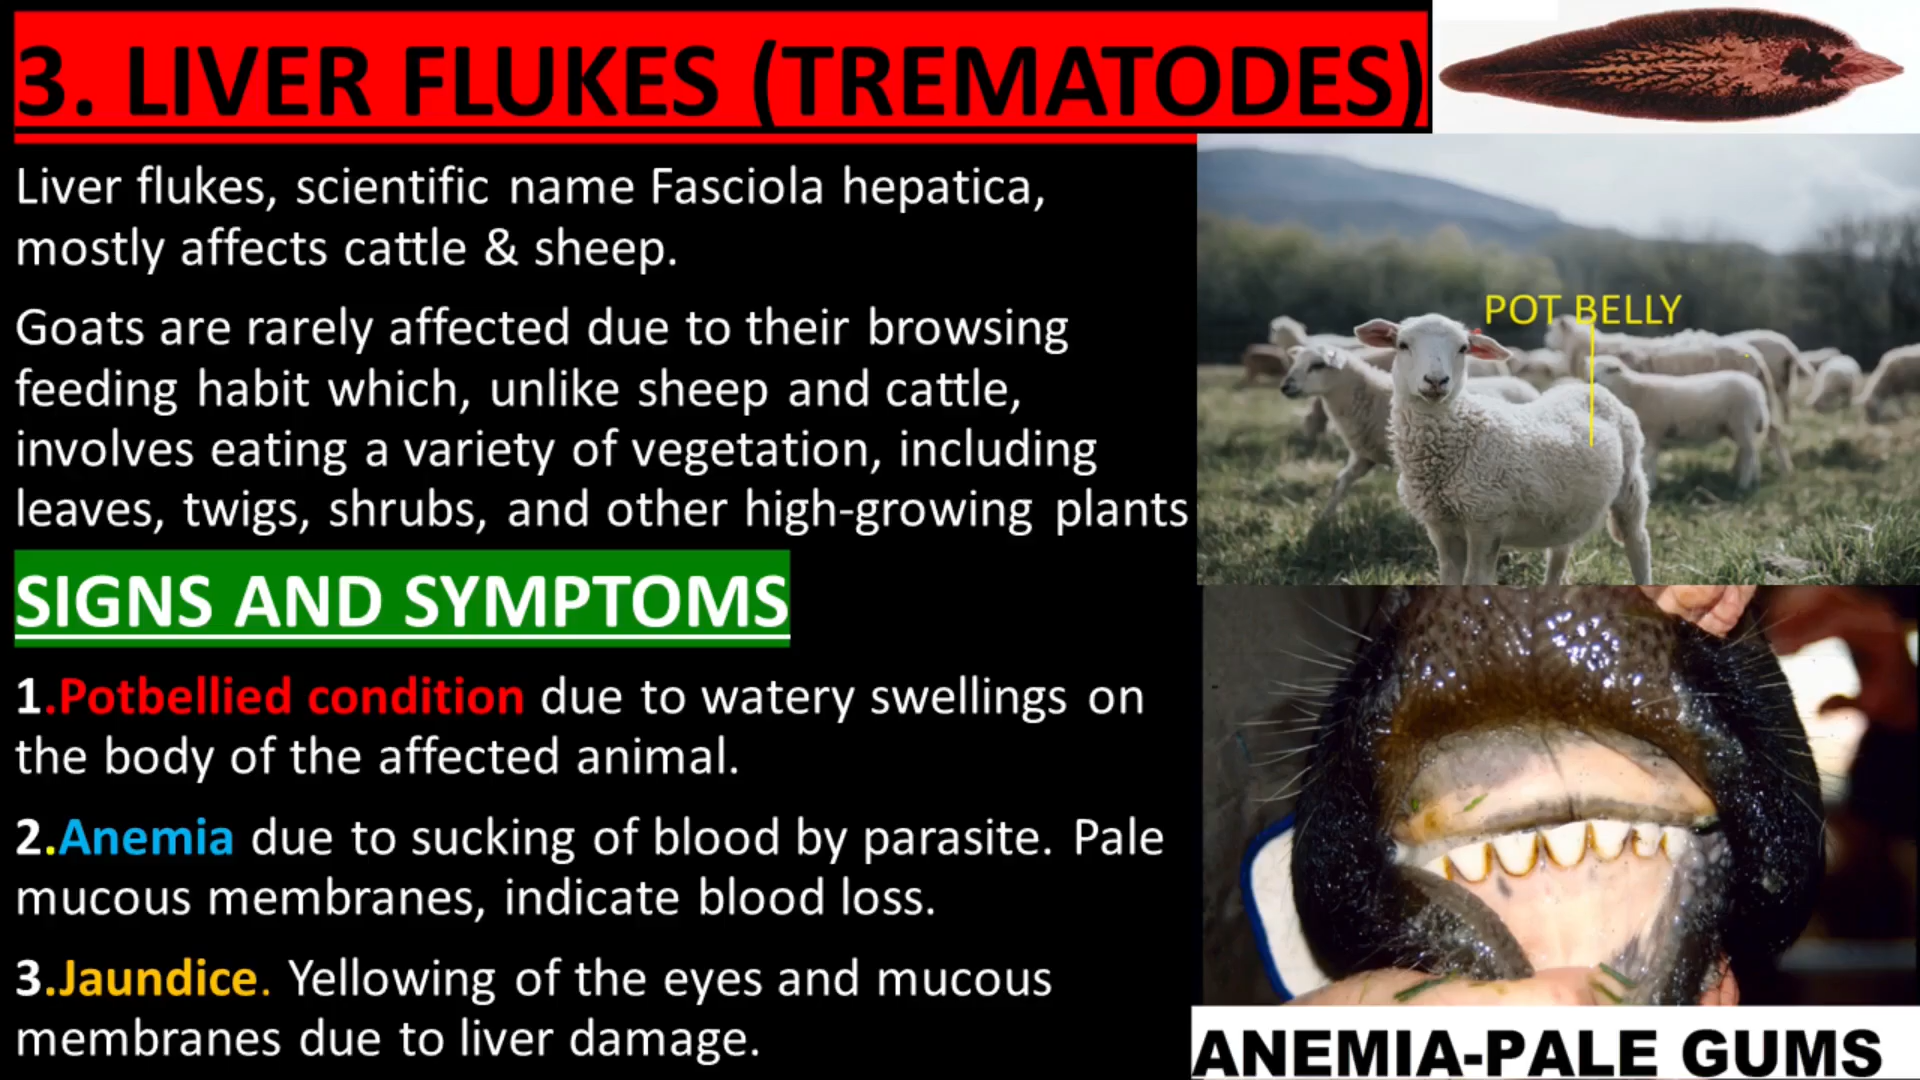 3. LIVER FLUKES (TREMATODES)
Liver flukes, scientific name Fasciola hepatica,
mostly affects cattle & sheep.
Goats are rarely affected due to their browsing
feeding habit which, unlike sheep and cattle,
involves eating a variety of vegetation, including
leaves, twigs, shrubs, and other high-growing plants
POT BELLY
SIGNS AND SYMPTOMS
1.Potbellied condition due to watery swellings on
the body of the affected animal.
2.Anemia due to sucking of blood by parasite. Pale
mucous membranes, indicate blood loss.
3.Jaundice. Yellowing of the eyes and mucous
membranes due to liver damage.
ANEMIA-PALE GUMS